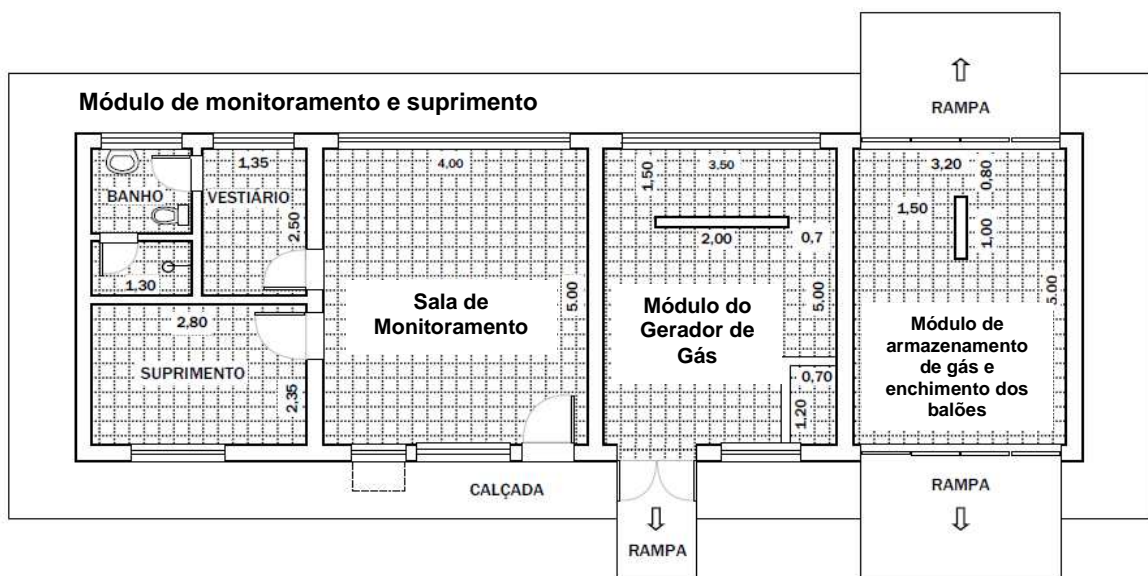 RAMPA
Módulo de monitoramento e suprimento
BANHO
1,35
VESTIÁRIO
2,50
1,30
2,80
SUPRIMENTO
2,35
4,00
Sala de
Monitoramento
5,00
3.50
1,50
2,00
0,7
Módulo do
Gerador de
Gás
5,00
0,70
1,20
3,20
0,80
1,50
1,00
5.00
Módulo de
armazenamento
de gás e
enchimento dos
balões
CALÇADA
RAMPA
RAMPA